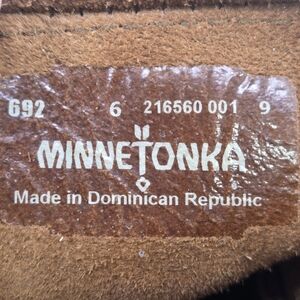 692 6 216560 001 9
MINNETONKA
Made in Dominican Republic